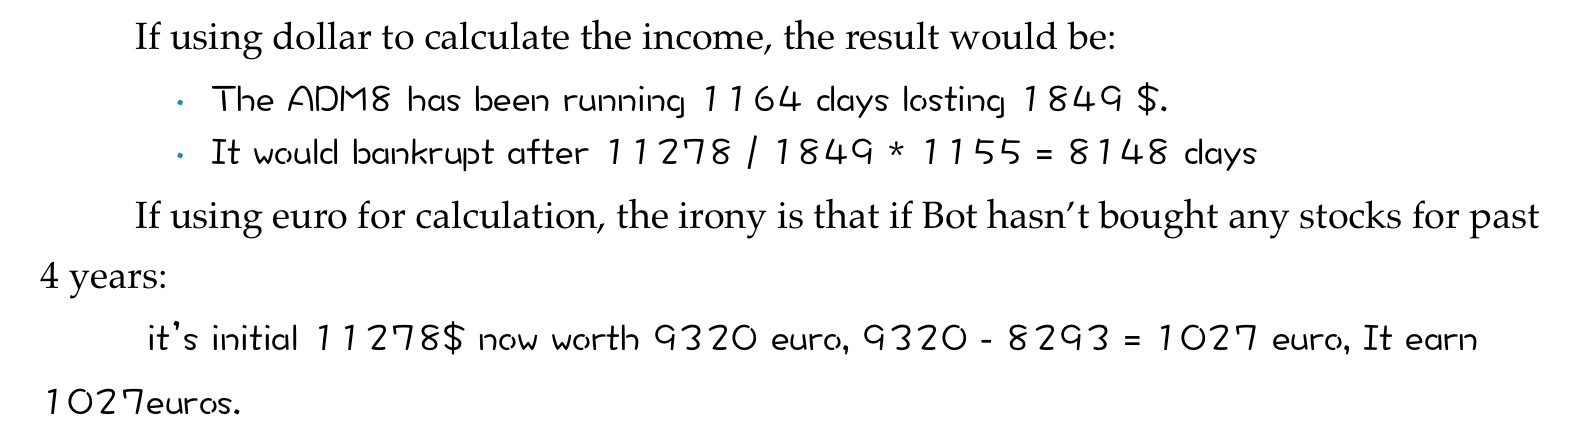 If using dollar to calculate the income, the result would be:
· The ADM8 has been running 1164 days losting 1849 $.
· It would bankrupt after 11278 / 1849 * 1155 = 8148 days
If using euro for calculation, the irony is that if Bot hasn't bought any stocks for past
4 years:
it's initial 11278$ now worth 9320 euro, 9320 - 8293 = 1027 euro, It earn
1027euros.